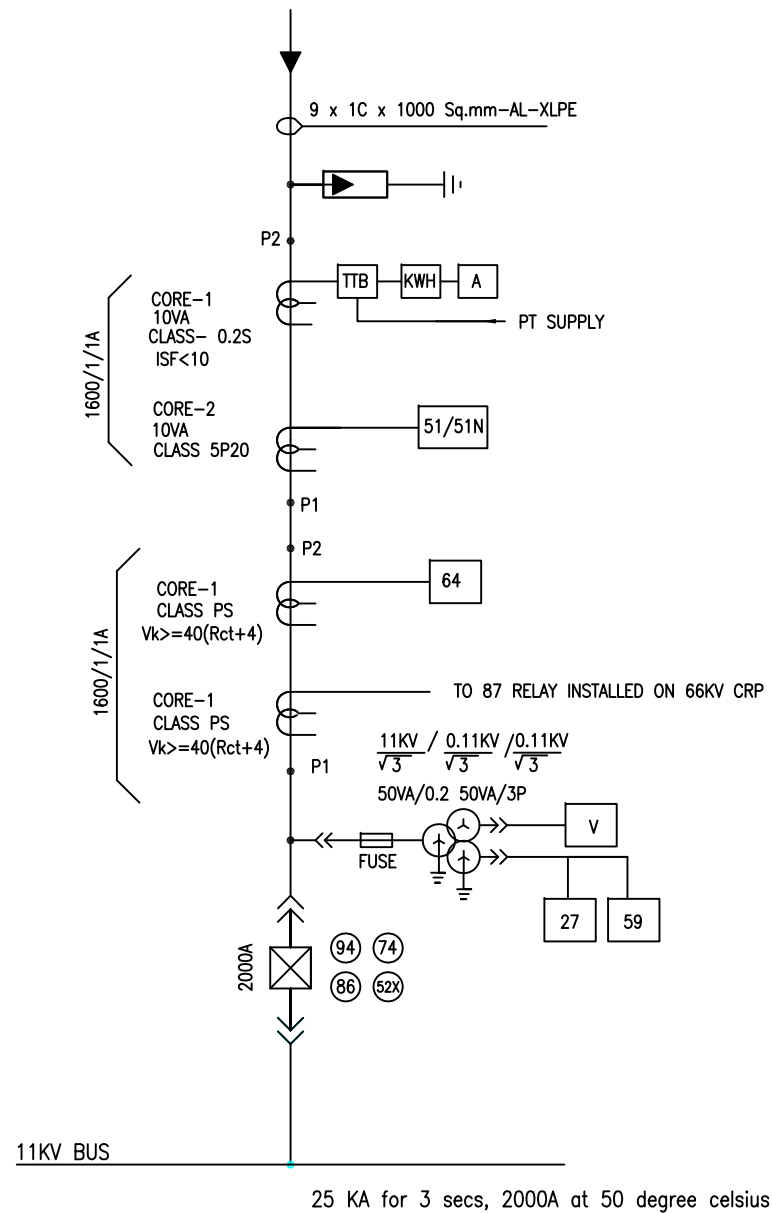 9 x 1C x 1000 Sq.mm-AL-XLPE
P2
TTB KWH A
PT SUPPLY
1600/1/1A
CORE-1
10VA
CLASS- 0.2S
ISF<10
CORE-2
10VA
CLASS 5P20
51/51N
P1
P2
1600/1/1A
CORE-1
CLASS PS
Vk>=40(Rct+4)
64
CORE-1
CLASS PS
Vk>=40(Rct+4)
TO 87 RELAY INSTALLED ON 66KV CRP
P1
11KV / 0.11KV / 0.11KV
√3 √3 √3
50VA/0.2 50VA/3P
FUSE
V
27 59
2000A
94 74
86 52X
11KV BUS
25 KA for 3 secs, 2000A at 50 degree celsius